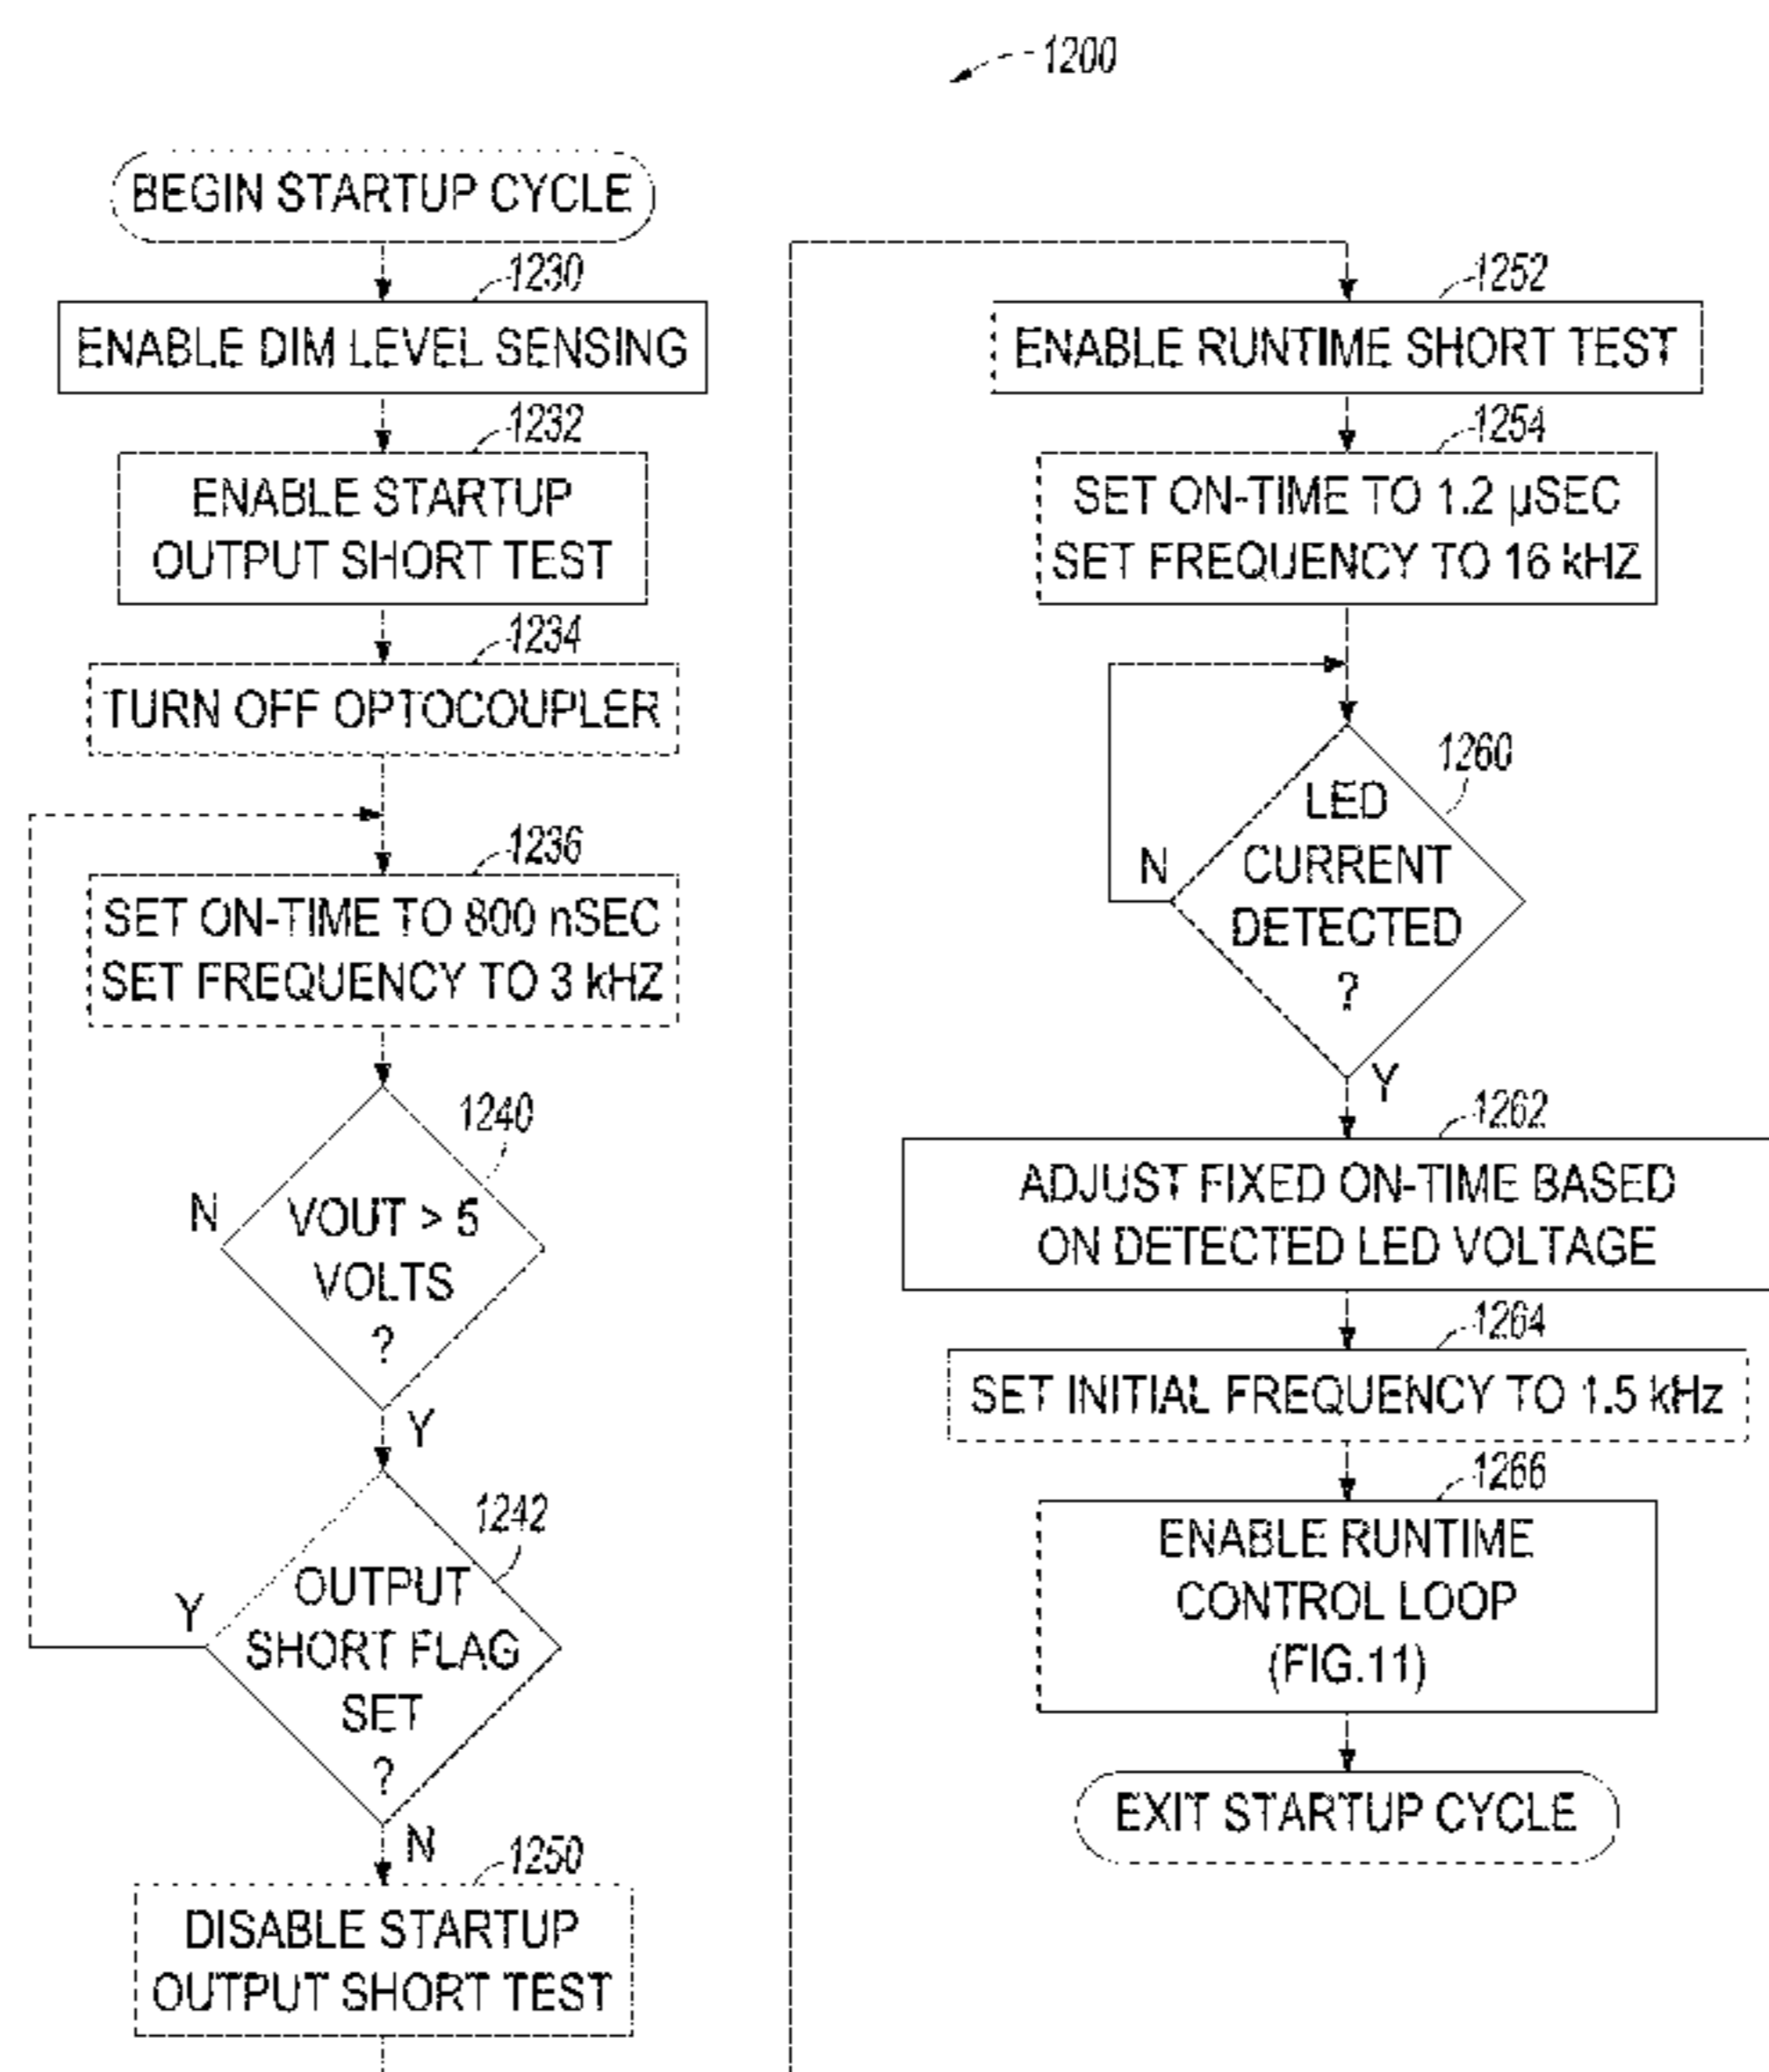 1200
BEGIN STARTUP CYCLE
1230
ENABLE DIM LEVEL SENSING
1232
ENABLE STARTUP
OUTPUT SHORT TEST
1234
TURN OFF OPTOCOUPLER
1236
SET ON-TIME TO 800 nSEC
SET FREQUENCY TO 3 kHZ
1240
N
VOUT > 5
VOLTS
?
Y
1242
OUTPUT
Y
SHORT FLAG
SET
?
N
1250
DISABLE STARTUP
OUTPUT SHORT TEST
1252
ENABLE RUNTIME SHORT TEST
1254
SET ON-TIME TO 1.2 µSEC
SET FREQUENCY TO 16 kHZ
1260
LED
N
CURRENT
DETECTED
?
Y
1262
ADJUST FIXED ON-TIME BASED
ON DETECTED LED VOLTAGE
1264
SET INITIAL FREQUENCY TO 1.5 kHz
1266
ENABLE RUNTIME
CONTROL LOOP
(FIG.11)
EXIT STARTUP CYCLE